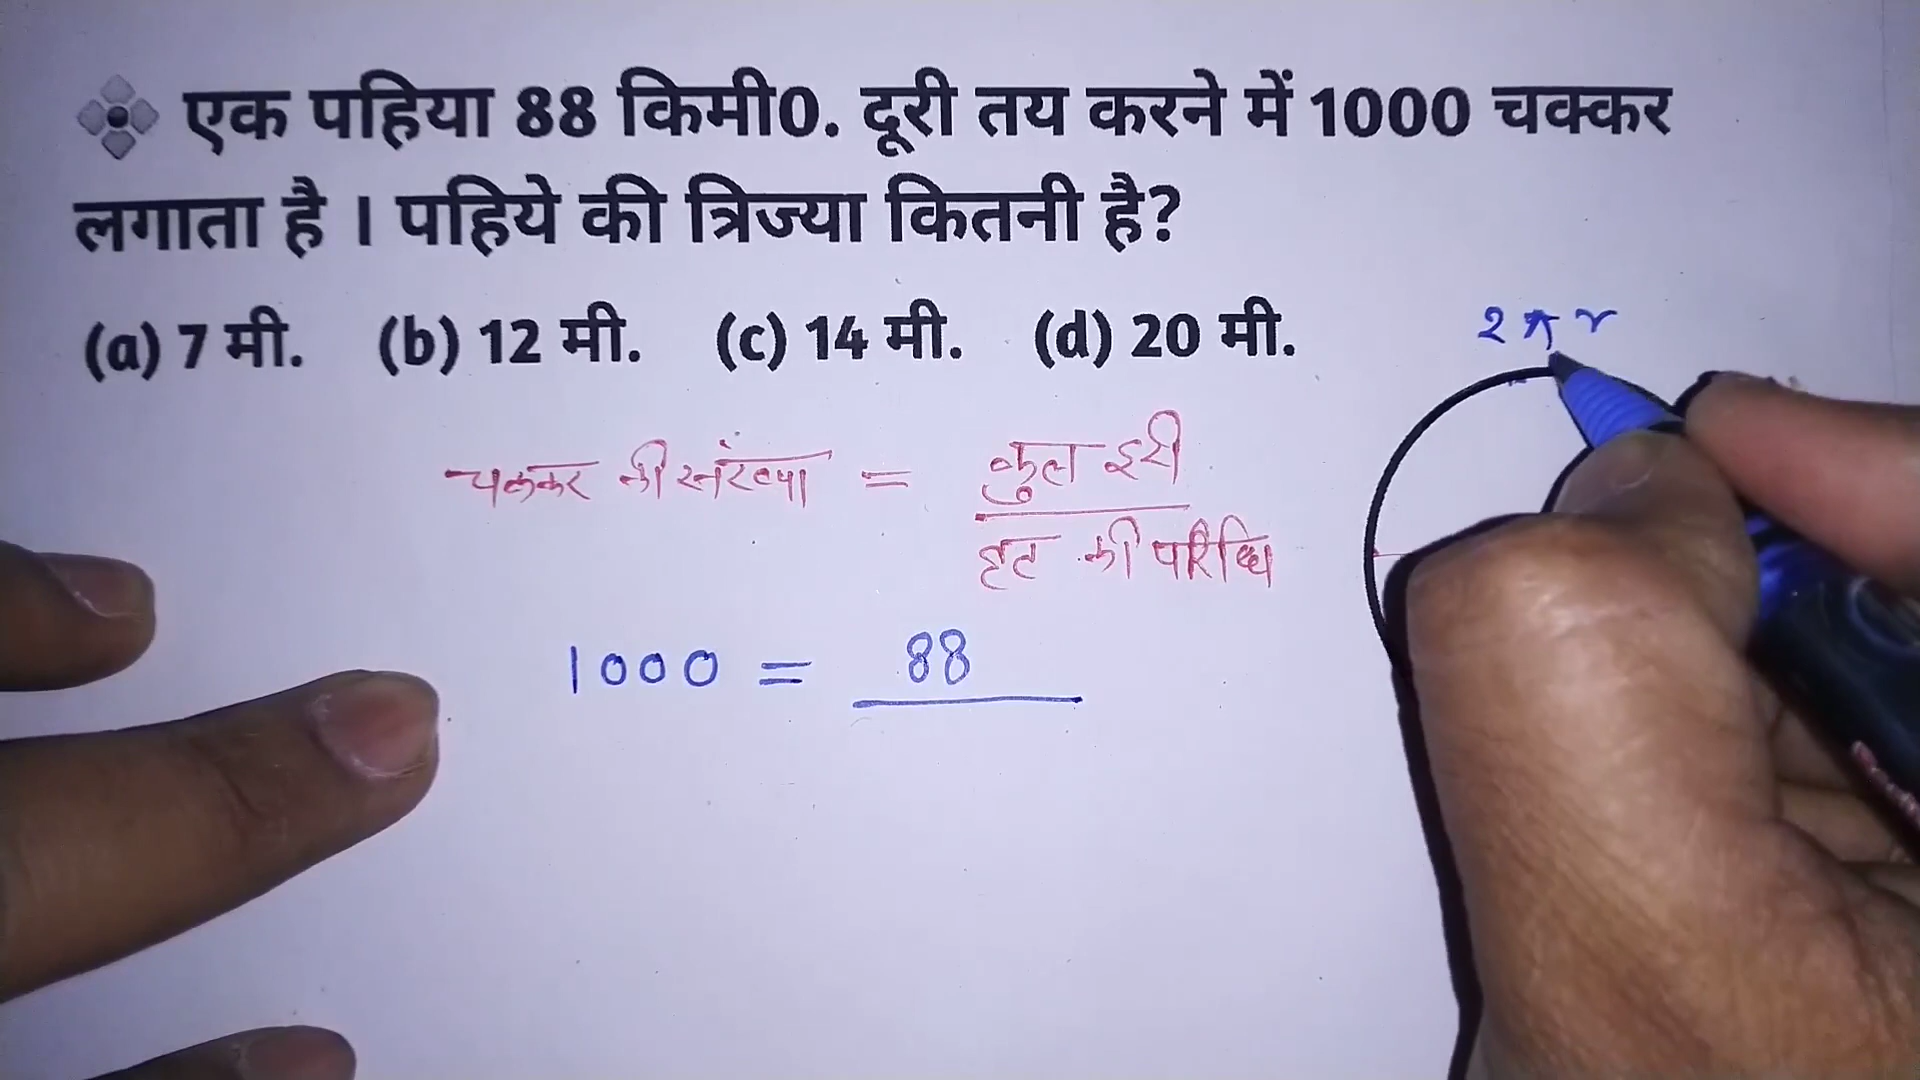 एक पहिया 88 किमी0. दूरी तय करने में 1000 चक्कर
लगाता है । पहिये की त्रिज्या कितनी है?
(a) 7 मी. (b) 12 मी. (c) 14 मी. (d) 20 मी.
2 π r
चक्कर की संख्या = कुल दूरी
वृत की परिधि
1000 = 88